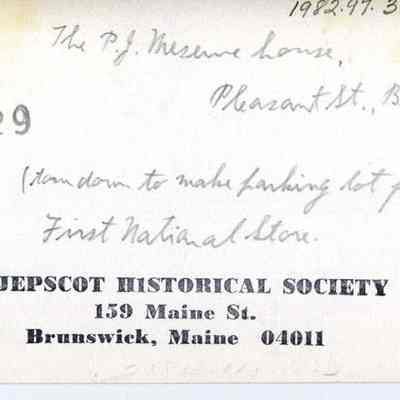 1982.97.3
The P.J. Meserve house,
Pleasant St., B
29
(torn down to make parking lot f
First National Store.
JEPSCOT HISTORICAL SOCIETY
159 Maine St.
Brunswick, Maine 04011